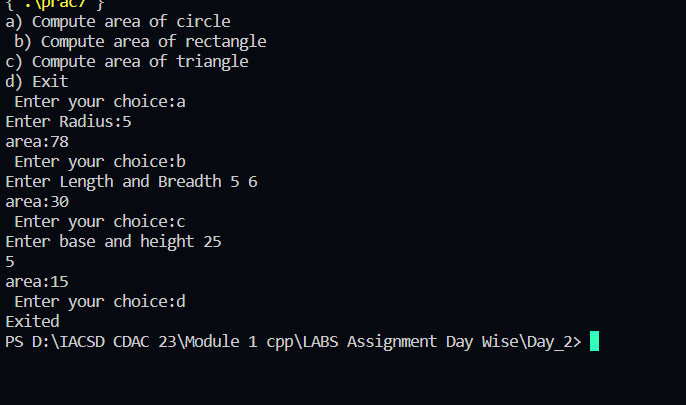 { .\prac7 }
a) Compute area of circle
 b) Compute area of rectangle
c) Compute area of triangle
d) Exit
 Enter your choice:a
Enter Radius:5
area:78
 Enter your choice:b
Enter Length and Breadth 5 6
area:30
 Enter your choice:c
Enter base and height 25
5
area:15
 Enter your choice:d
Exited
PS D:\IACSD CDAC 23\Module 1 cpp\LABS Assignment Day Wise\Day_2>